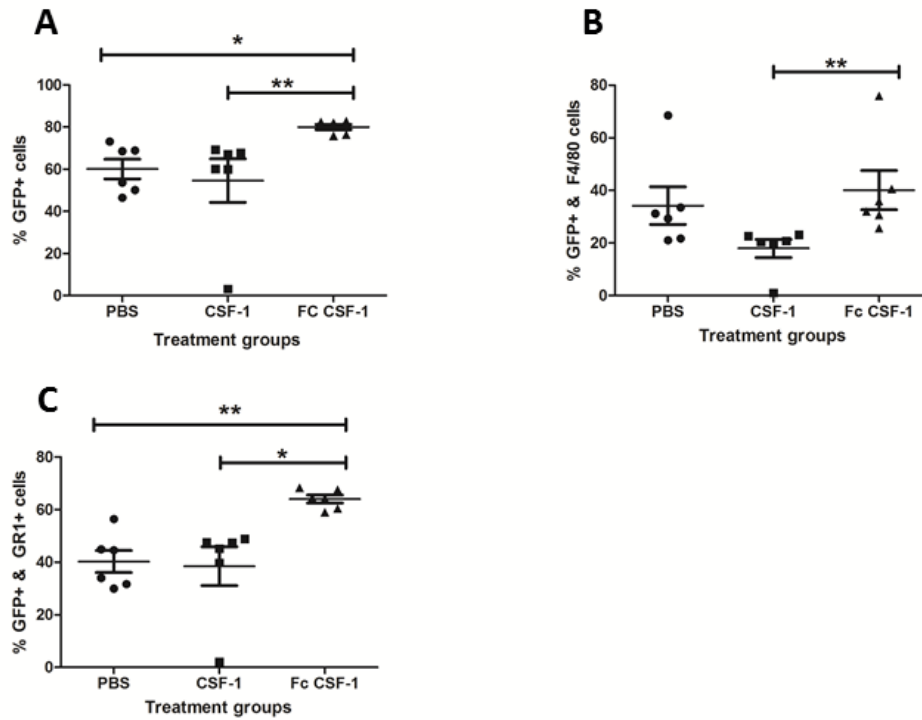 A
*
**
100
80
60
40
20
0
% GFP+ cells
PBS CSF-1 FC CSF-1
Treatment groups
B
**
80
60
40
20
0
% GFP+ & F4/80 cells
PBS CSF-1 Fc CSF-1
Treatment groups
C
**
*
80
60
40
20
0
% GFP+ & GR1+ cells
PBS CSF-1 Fc CSF-1
Treatment groups